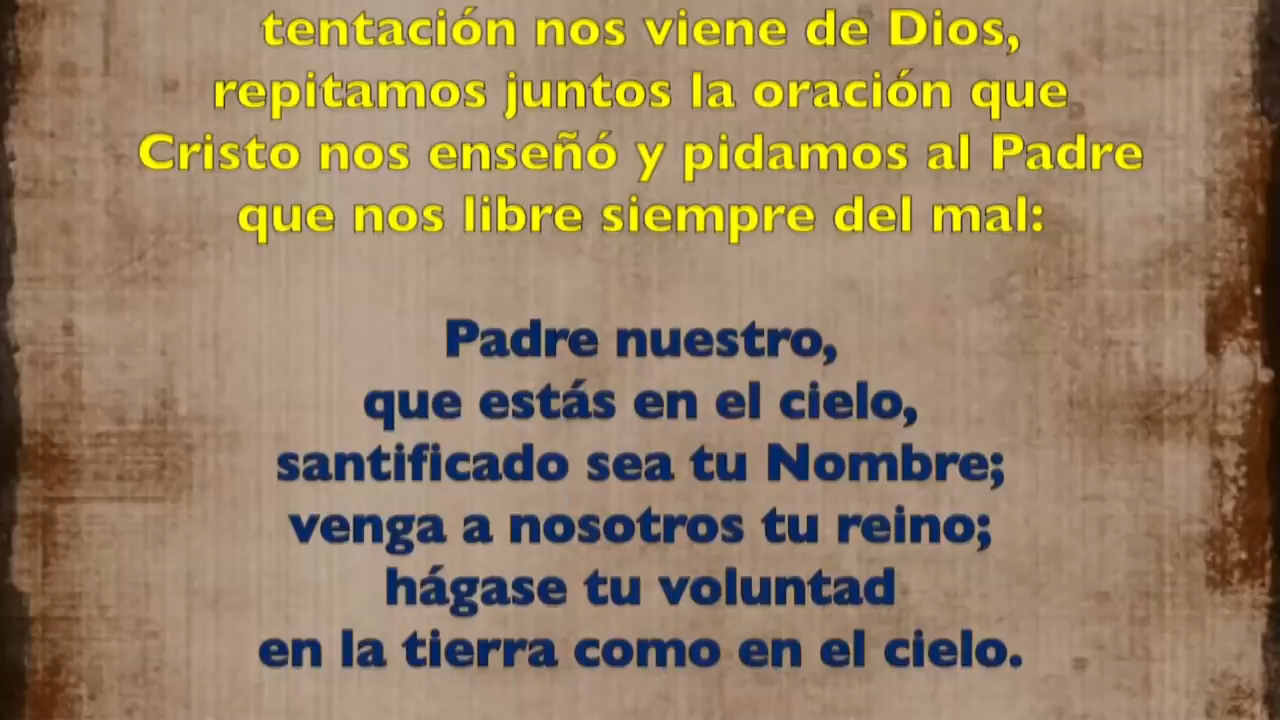 tentación nos viene de Dios,
repitamos juntos la oración que
Cristo nos enseñó y pidamos al Padre
que nos libre siempre del mal:
Padre nuestro,
que estás en el cielo,
santificado sea tu Nombre;
venga a nosotros tu reino;
hágase tu voluntad
en la tierra como en el cielo.